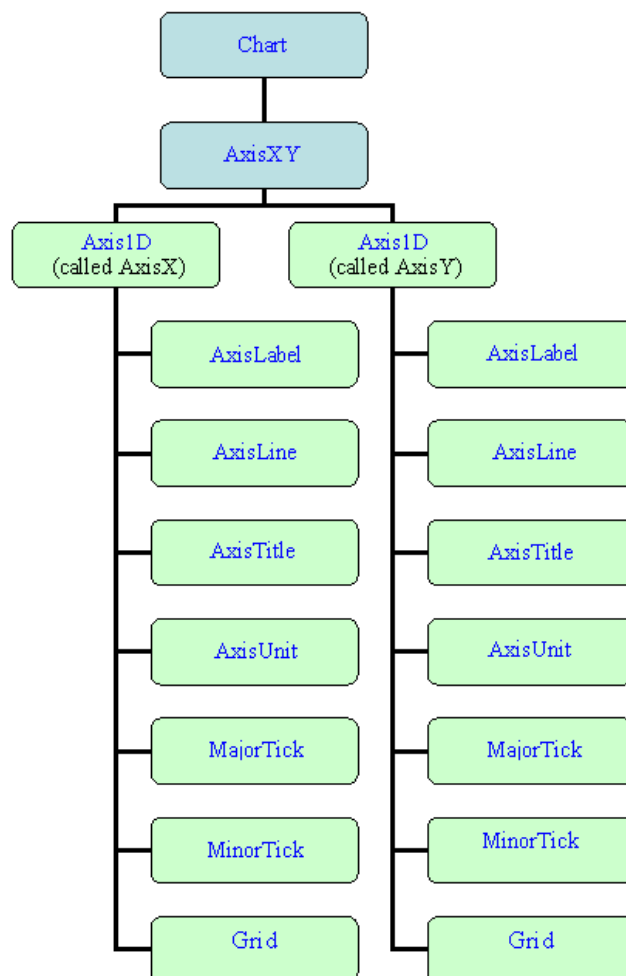 Chart
AxisXY
Axis1D
(called AxisX)
Axis1D
(called AxisY)
AxisLabel
AxisLabel
AxisLine
AxisLine
AxisTitle
AxisTitle
AxisUnit
AxisUnit
MajorTick
MajorTick
MinorTick
MinorTick
Grid
Grid